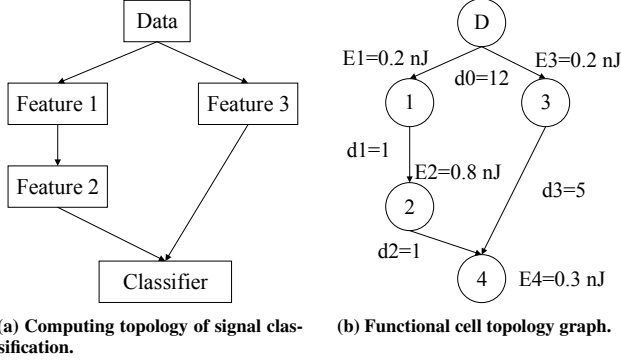 Data
Feature 1
Feature 3
Feature 2
Classifier
(a) Computing topology of signal clas-
sification.
D
E1=0.2 nJ
E3=0.2 nJ
d0=12
1
3
d1=1
E2=0.8 nJ
2
d3=5
d2=1
4
E4=0.3 nJ
(b) Functional cell topology graph.